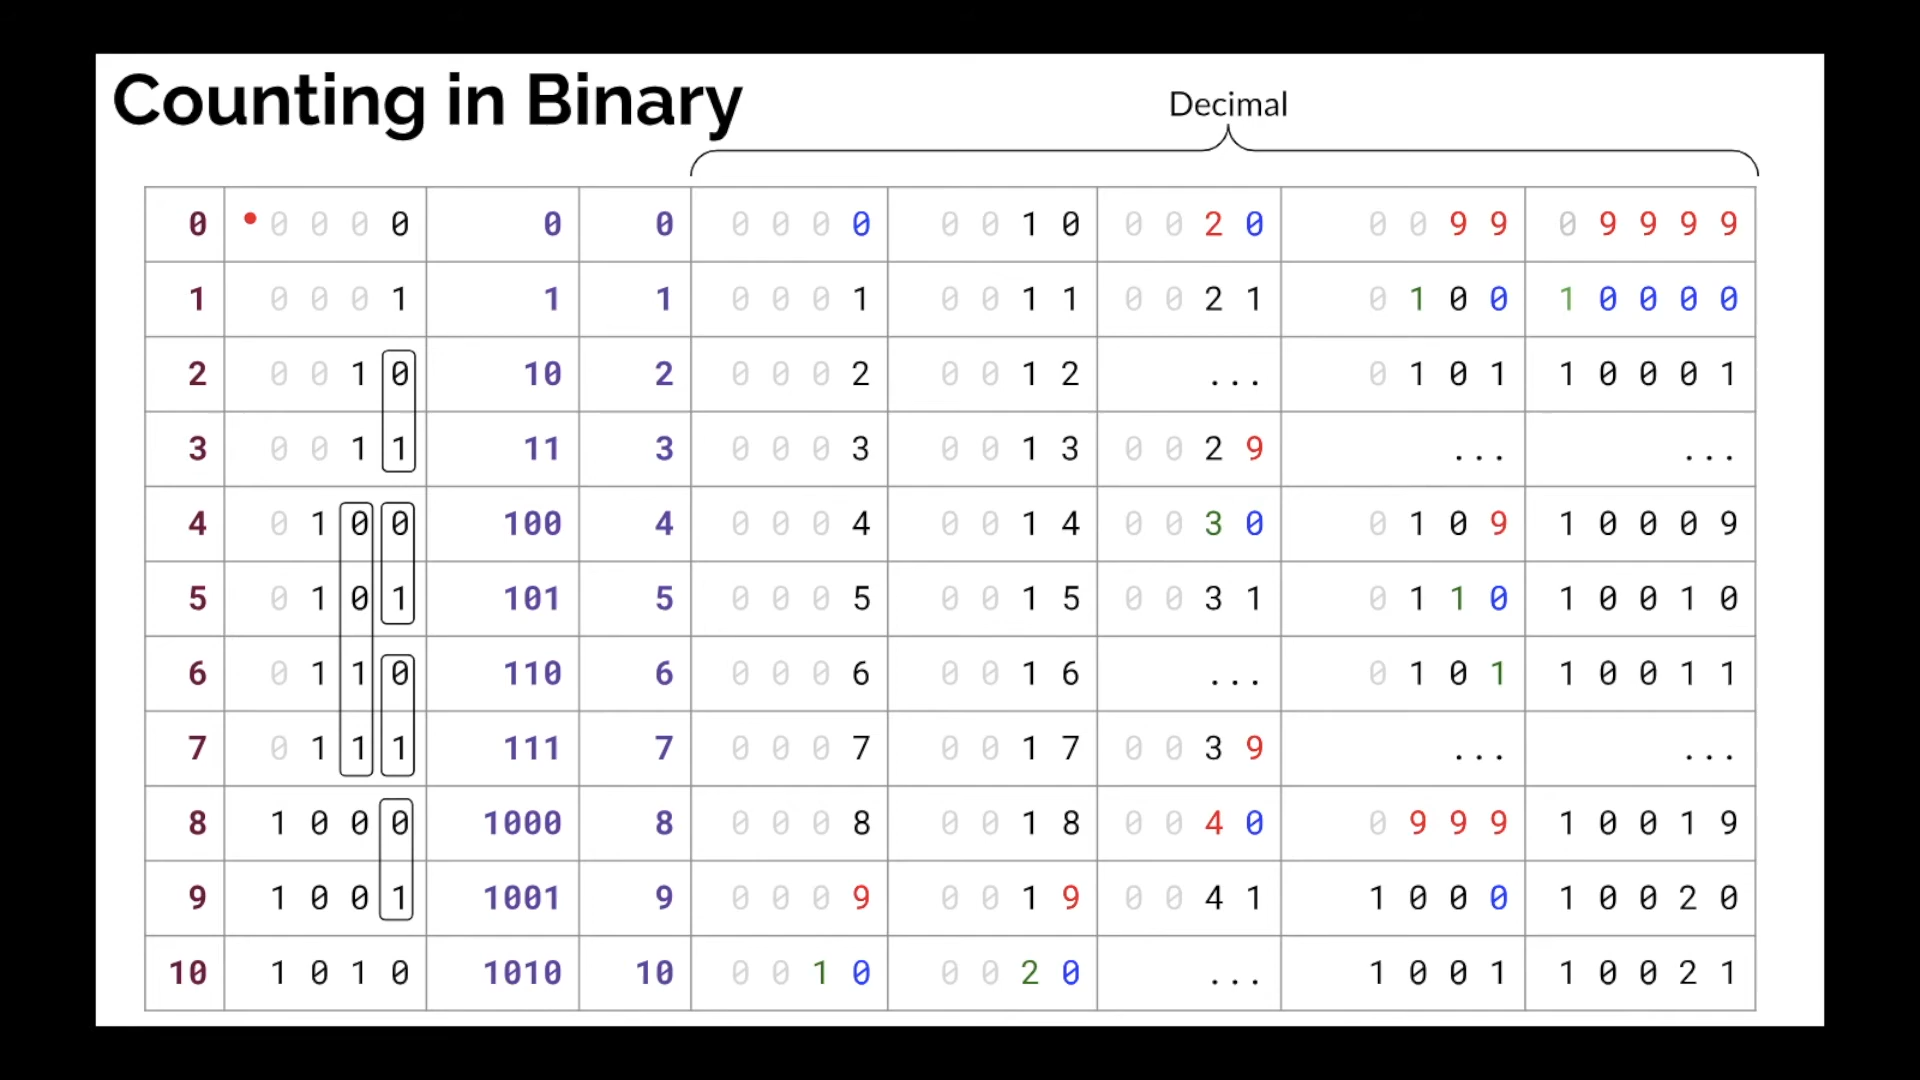 Counting in Binary
Decimal
0 0 0 0 0 0 0 0 0 0 0 0 0 1 0 0 0 2 0 0 0 9 9 0 9 9 9 9
1 0 0 0 1 1 1 0 0 0 1 0 0 1 1 0 0 2 1 0 1 0 0 1 0 0 0 0
2 0 0 1 0 10 2 0 0 0 2 0 0 1 2 ... 0 1 0 1 1 0 0 0 1
3 0 0 1 1 11 3 0 0 0 3 0 0 1 3 0 0 2 9 ... ...
4 0 1 0 0 100 4 0 0 0 4 0 0 1 4 0 0 3 0 0 1 0 9 1 0 0 0 9
5 0 1 0 1 101 5 0 0 0 5 0 0 1 5 0 0 3 1 0 1 1 0 1 0 0 1 0
6 0 1 1 0 110 6 0 0 0 6 0 0 1 6 ... 0 1 0 1 1 0 0 1 1
7 0 1 1 1 111 7 0 0 0 7 0 0 1 7 0 0 3 9 ... ...
8 1 0 0 0 1000 8 0 0 0 8 0 0 1 8 0 0 4 0 0 9 9 9 1 0 0 1 9
9 1 0 0 1 1001 9 0 0 0 9 0 0 1 9 0 0 4 1 1 0 0 0 1 0 0 2 0
10 1 0 1 0 1010 10 0 0 1 0 0 0 2 0 ... 1 0 0 1 1 0 0 2 1